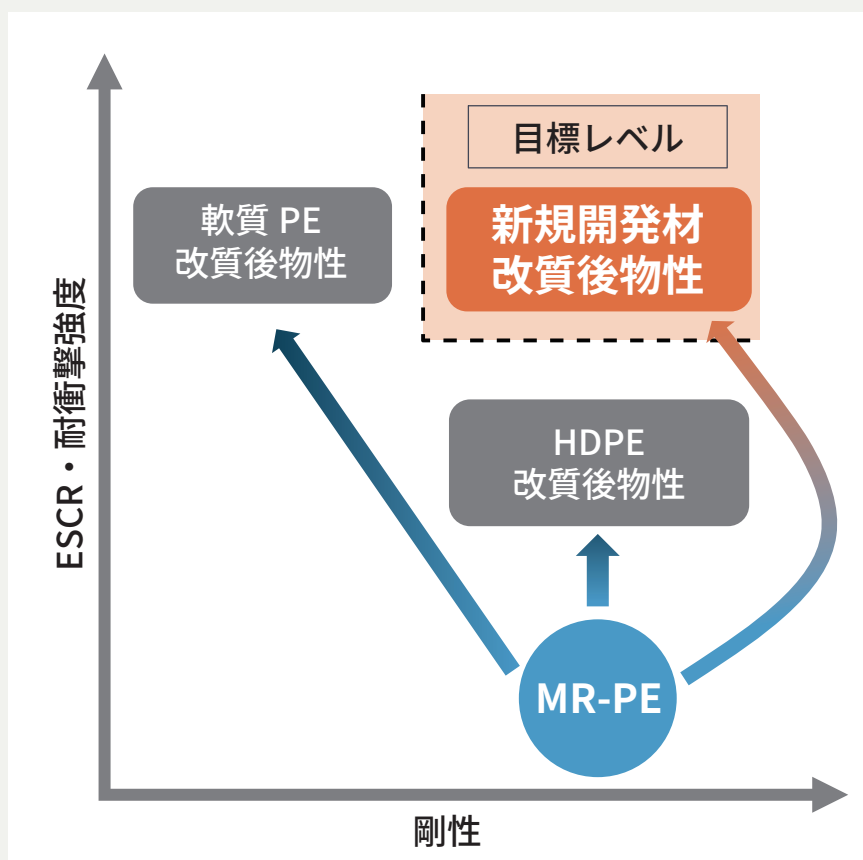 目標レベル
軟質 PE
改質後物性
新規開発材
改質後物性
ESCR・耐衝撃強度
HDPE
改質後物性
MR-PE
剛性